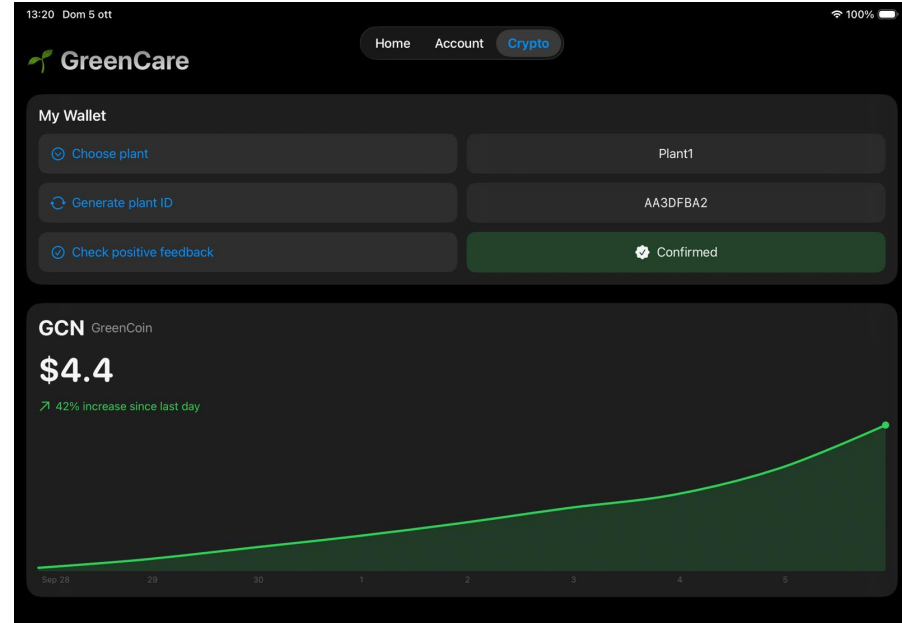 13:20 Dom 5 ott
100%
Home Account Crypto
GreenCare
My Wallet
Choose plant
Plant1
Generate plant ID
AA3DFBA2
Check positive feedback
Confirmed
GCN GreenCoin
$4.4
42% increase since last day
Sep 28 29 30 1 2 3 4 5